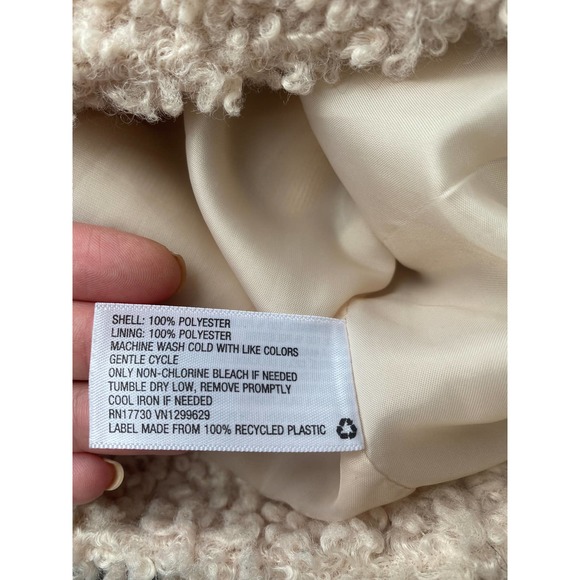 SHELL: 100% POLYESTER
LINING: 100% POLYESTER
MACHINE WASH COLD WITH LIKE COLORS
GENTLE CYCLE
ONLY NON-CHLORINE BLEACH IF NEEDED
TUMBLE DRY LOW, REMOVE PROMPTLY
COOL IRON IF NEEDED
RN17730 VN1299629
LABEL MADE FROM 100% RECYCLED PLASTIC